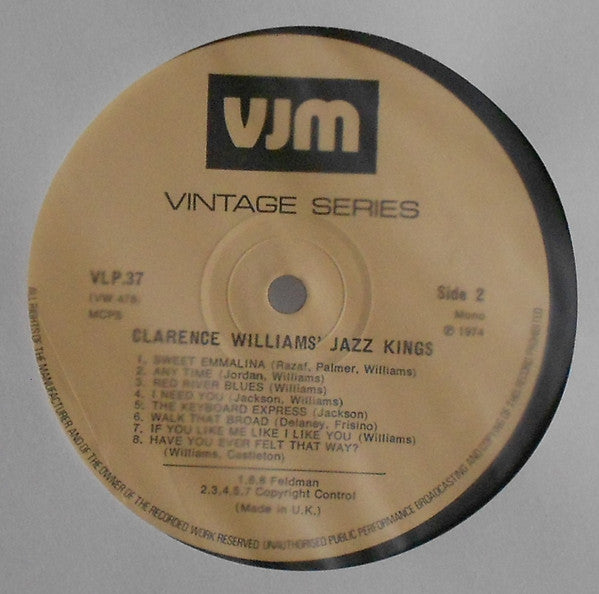 VJM
VINTAGE SERIES
VLP.37
(VW 478)
MCPS
Side 2
Mono
℗ 1974
CLARENCE WILLIAMS' JAZZ KINGS
1. SWEET EMMALINA (Razaf, Palmer, Williams)
2. ANY TIME (Jordan, Williams)
3. RED RIVER BLUES (Williams)
4. I NEED YOU (Jackson, Williams)
5. THE KEYBOARD EXPRESS (Jackson)
6. WALK THAT BROAD (Delaney, Frisino)
7. IF YOU LIKE ME LIKE I LIKE YOU (Williams)
8. HAVE YOU EVER FELT THAT WAY?
(Williams, Castleton)
1,6,8 Feldman
2,3,4,5,7 Copyright Control
(Made in U.K.)
ALL RIGHTS OF THE MANUFACTURER AND OF THE OWNER OF THE RECORDED WORK RESERVED UNAUTHORISED PUBLIC PERFORMANCE BROADCASTING AND COPYING OF THIS RECORD PROHIBITED